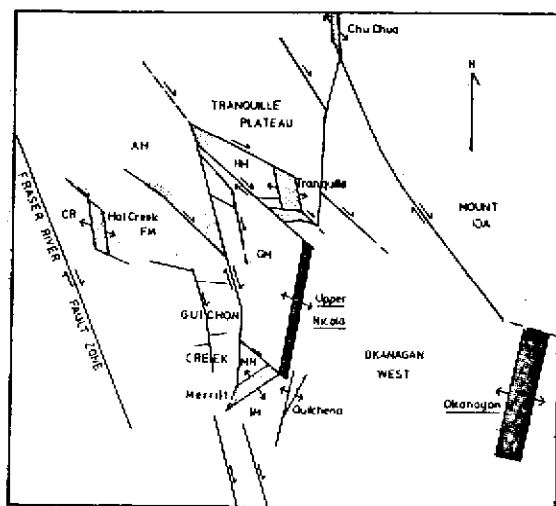 Chu Chua
N
TRANQUILLE
PLATEAU
AH
HH
Tranquille
MOUNT
IDA
FRASER RIVER
FAULT ZONE
CR
Hat Creek
FM
GH
GUICHON
CREEK
Upper
Nicola
OKANAGAN
WEST
HH
Merritt
Quilchena
Okanagan